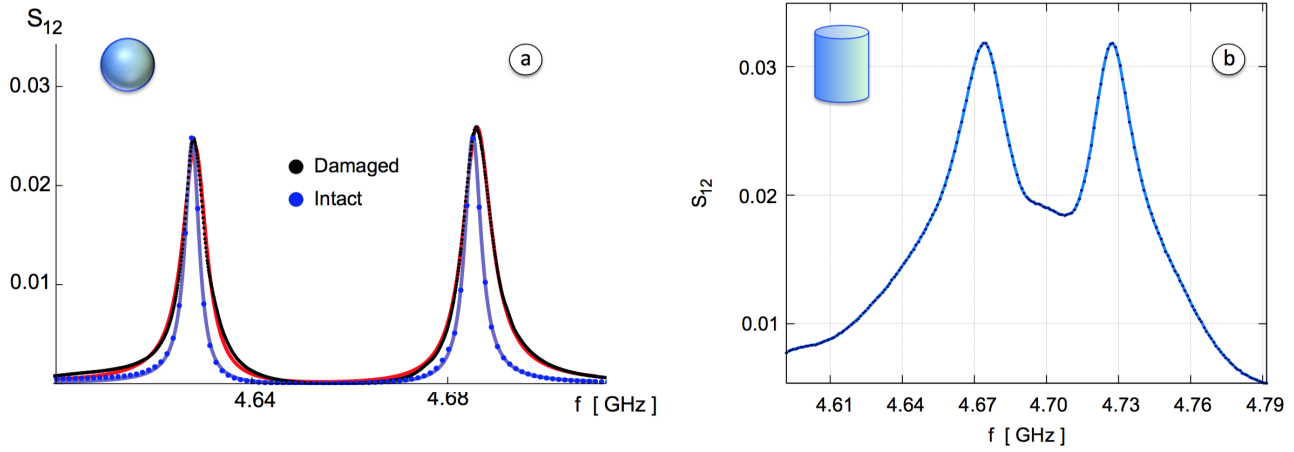 S12
a
0.03
Damaged
0.02
Intact
0.01
4.64
4.68
f [ GHz ]
b
0.03
0.02
S12
0.01
4.61
4.64
4.67
4.70
4.73
4.76
4.79
f [ GHz ]